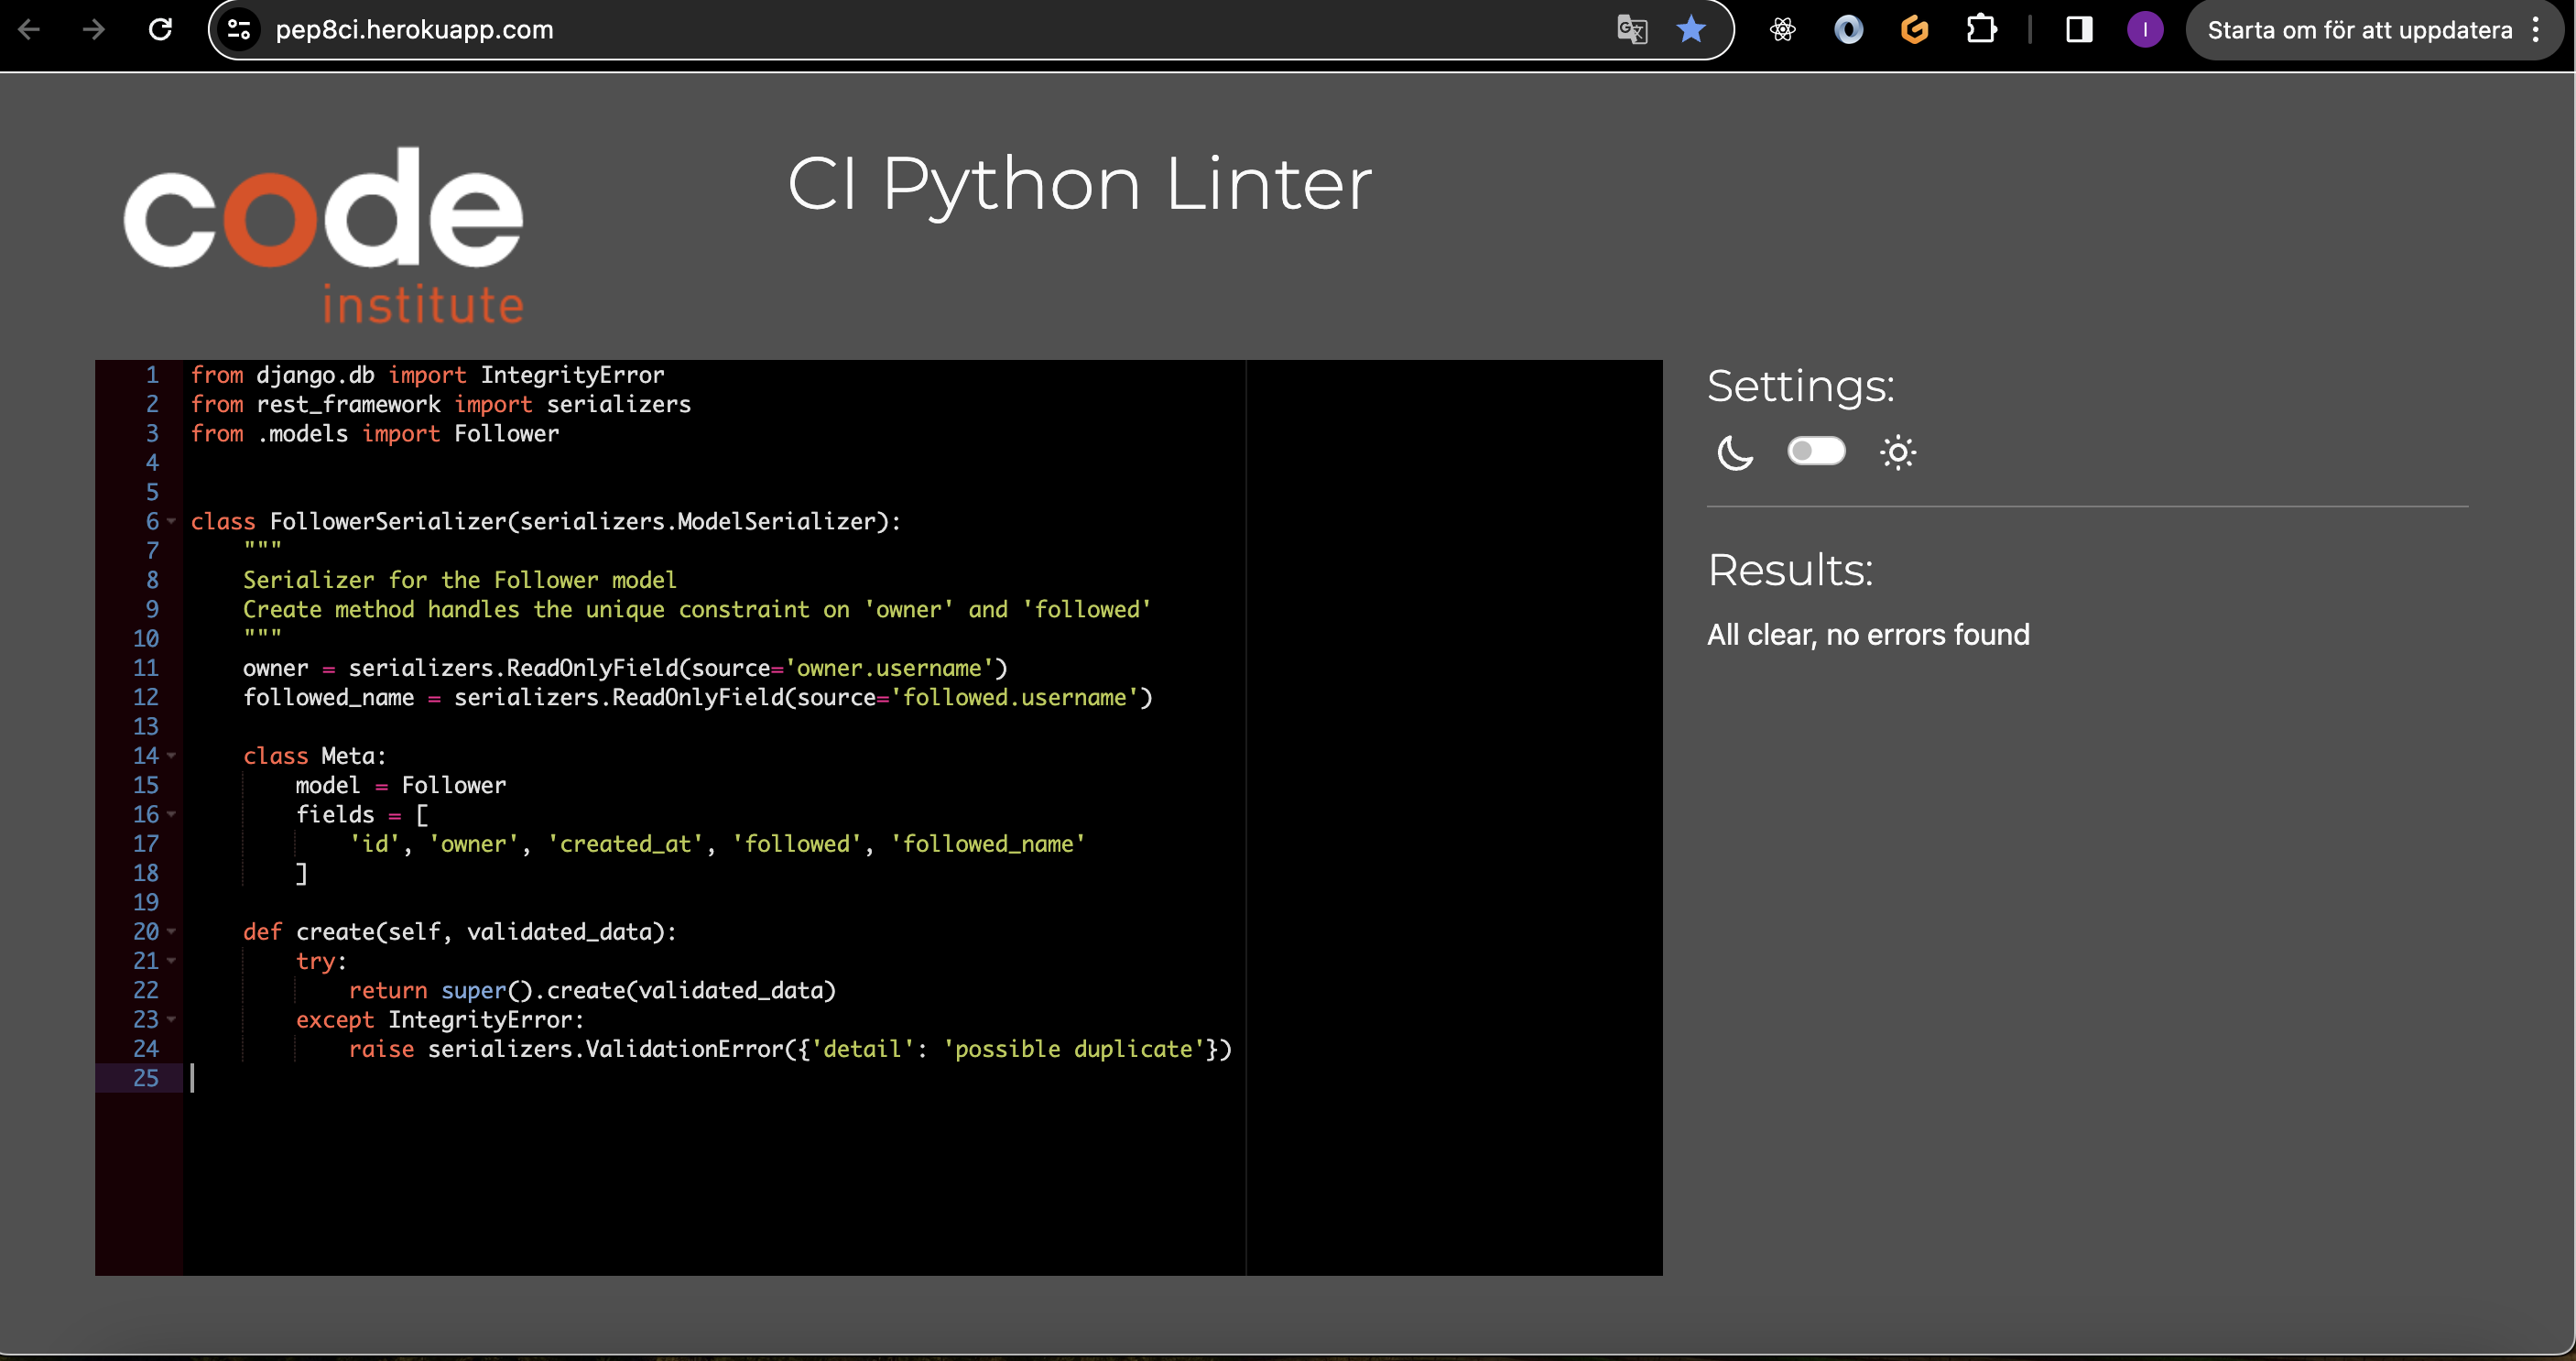 pep8ci.herokuapp.com
Starta om för att uppdatera
code
institute
CI Python Linter
1 from django.db import IntegrityError
2 from rest_framework import serializers
3 from .models import Follower
4
5
6 class FollowerSerializer(serializers.ModelSerializer):
7     """
8     Serializer for the Follower model
9     Create method handles the unique constraint on 'owner' and 'followed'
10     """
11     owner = serializers.ReadOnlyField(source='owner.username')
12     followed_name = serializers.ReadOnlyField(source='followed.username')
13
14     class Meta:
15         model = Follower
16         fields = [
17             'id', 'owner', 'created_at', 'followed', 'followed_name'
18         ]
19
20     def create(self, validated_data):
21         try:
22             return super().create(validated_data)
23         except IntegrityError:
24             raise serializers.ValidationError({'detail': 'possible duplicate'})
25
Settings:
Results:
All clear, no errors found